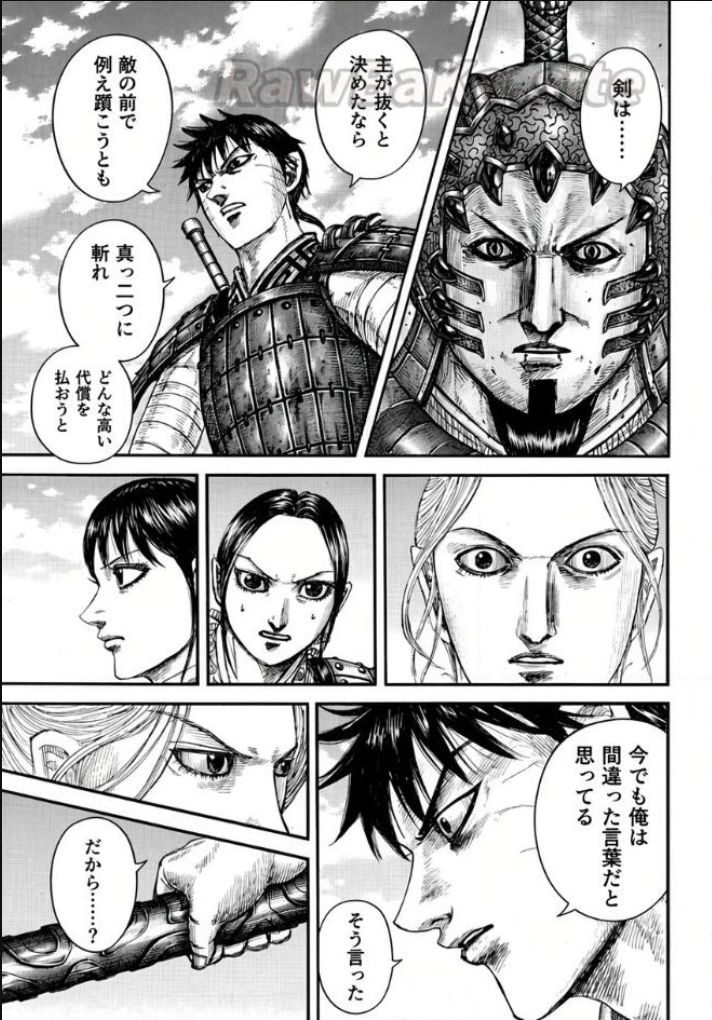 剣は……
主が抜くと
決めたなら
敵の前で
例え躓こうとも
真っ二つに
斬れ
どんな高い
代償を
払おうと
今でも俺は
間違った言葉だと
思ってる
そう言った
だから……?